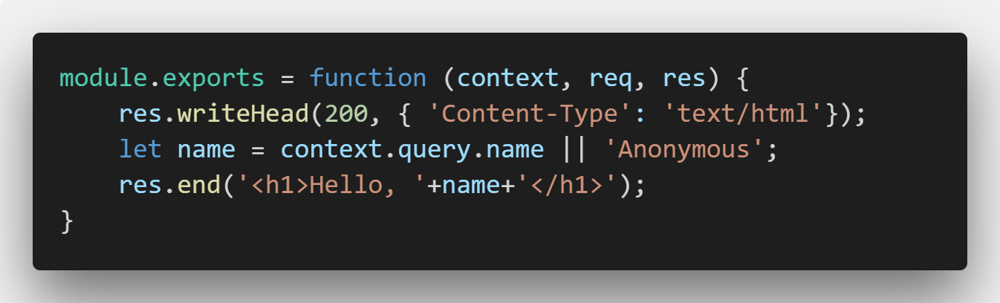 module.exports = function (context, req, res) {
    res.writeHead(200, { 'Content-Type': 'text/html'});
    let name = context.query.name || 'Anonymous';
    res.end('<h1>Hello, '+name+'</h1>');
}